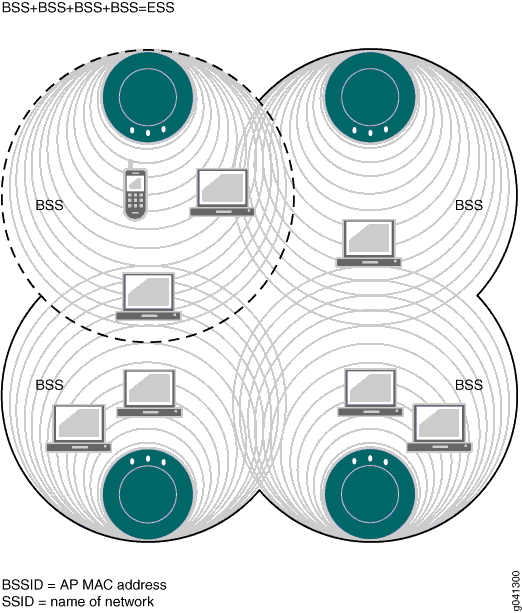 BSS+BSS+BSS+BSS=ESS
BSS
BSS
BSS
BSS
BSSID = AP MAC address
SSID = name of network
g041300